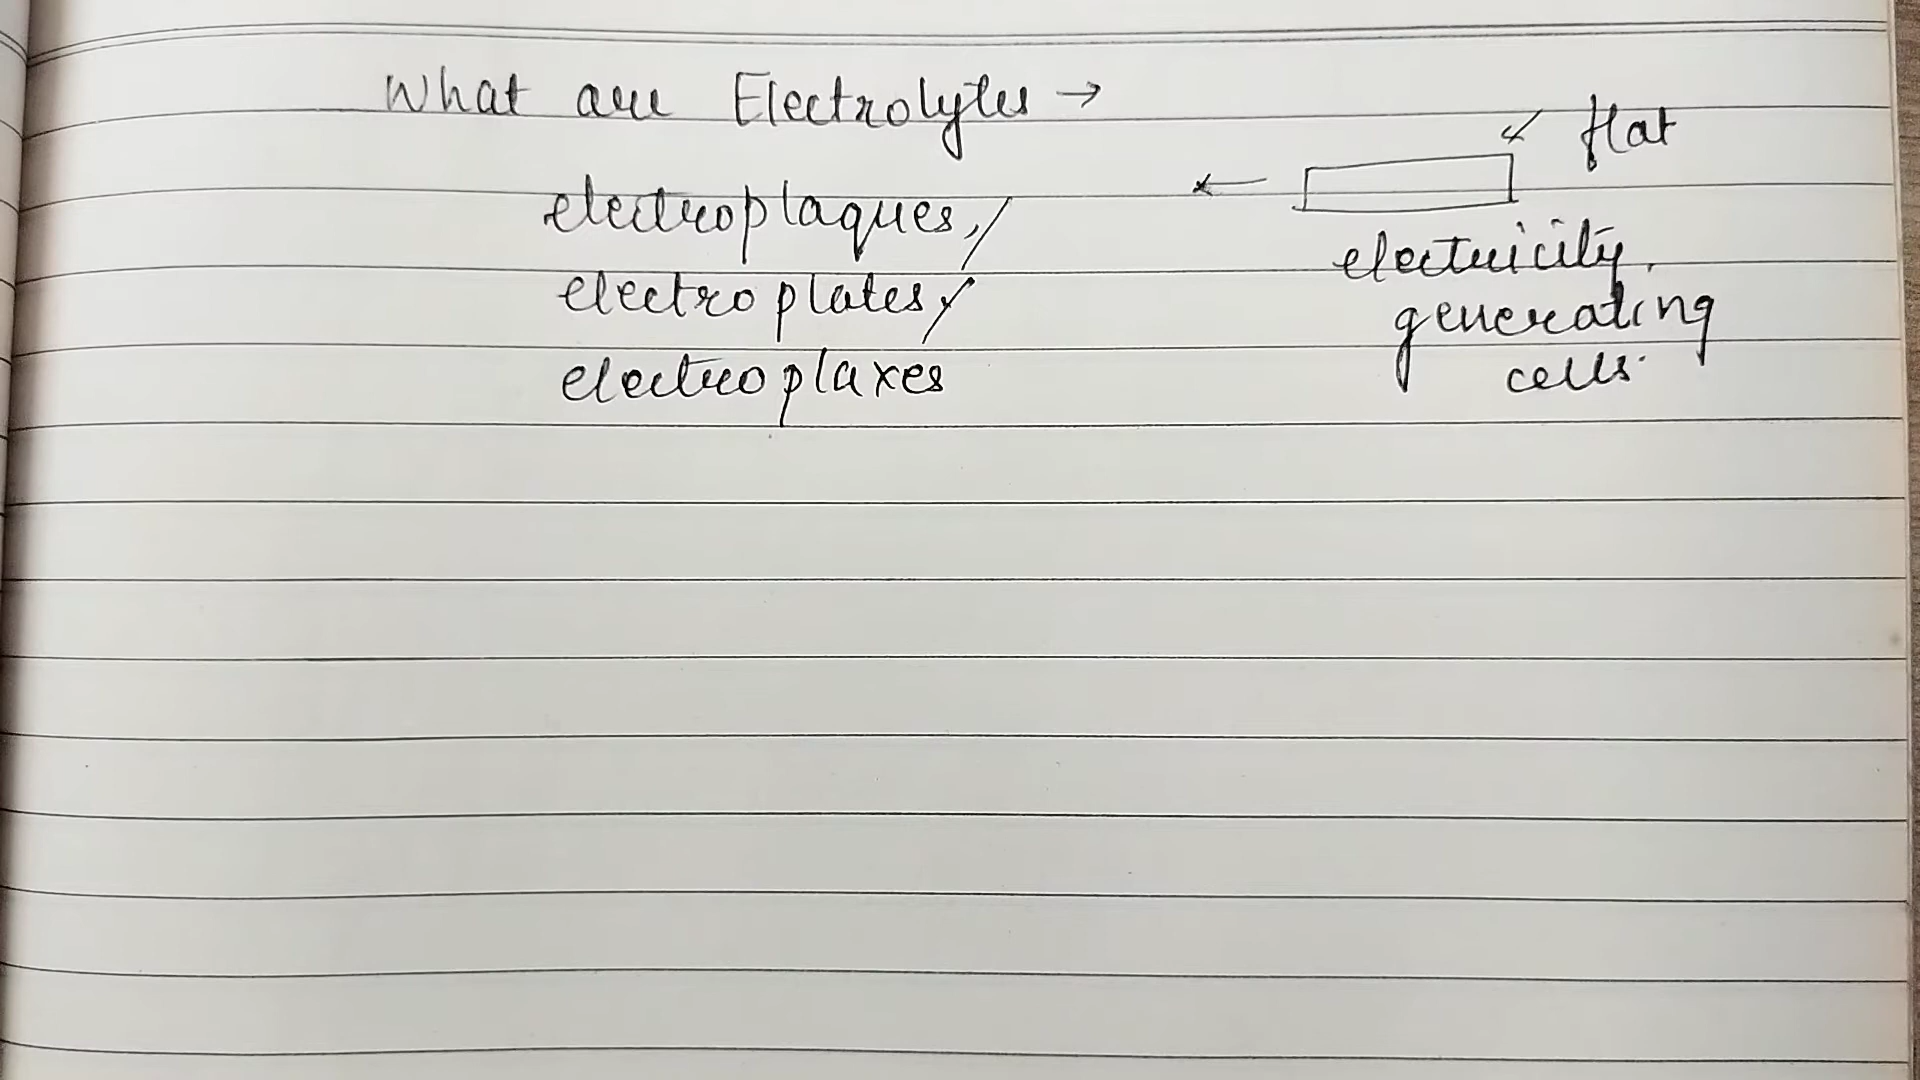 What are Electrolytes →
flat
electroplaques, /
electricity.
electroplates /
generating
electroplaxes
cells.